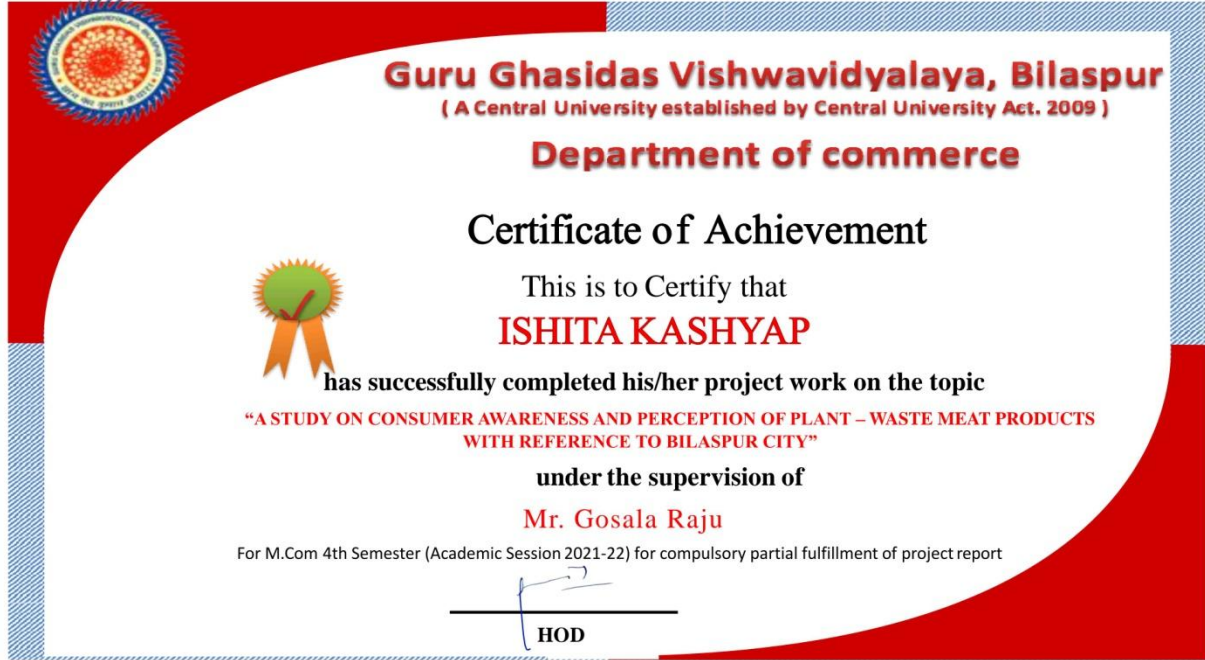 Guru Ghasidas Vishwavidyalaya, Bilaspur
( A Central University established by Central University Act. 2009 )
Department of commerce
Certificate of Achievement
This is to Certify that
ISHITA KASHYAP
has successfully completed his/her project work on the topic
“A STUDY ON CONSUMER AWARENESS AND PERCEPTION OF PLANT – WASTE MEAT PRODUCTS
WITH REFERENCE TO BILASPUR CITY”
under the supervision of
Mr. Gosala Raju
For M.Com 4th Semester (Academic Session 2021-22) for compulsory partial fulfillment of project report
HOD